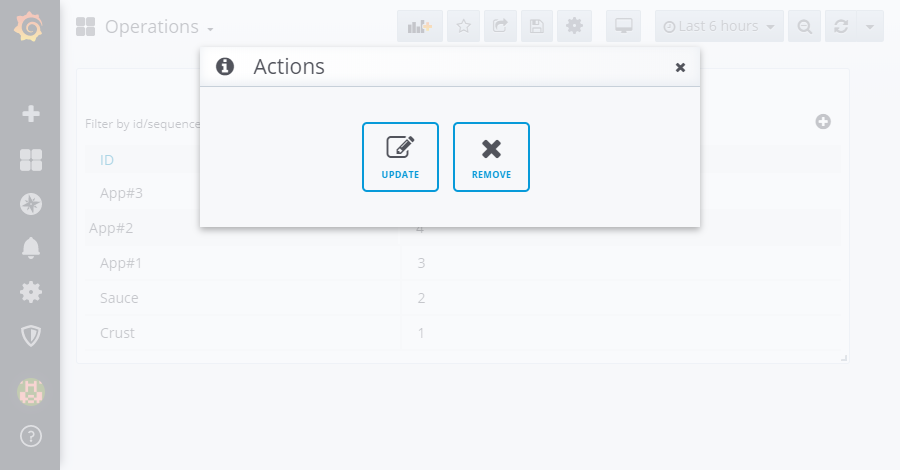 Operations
Last 6 hours
Actions
Filter by id/sequence
UPDATE
REMOVE
ID
App#3
App#2 4
App#1 3
Sauce 2
Crust 1